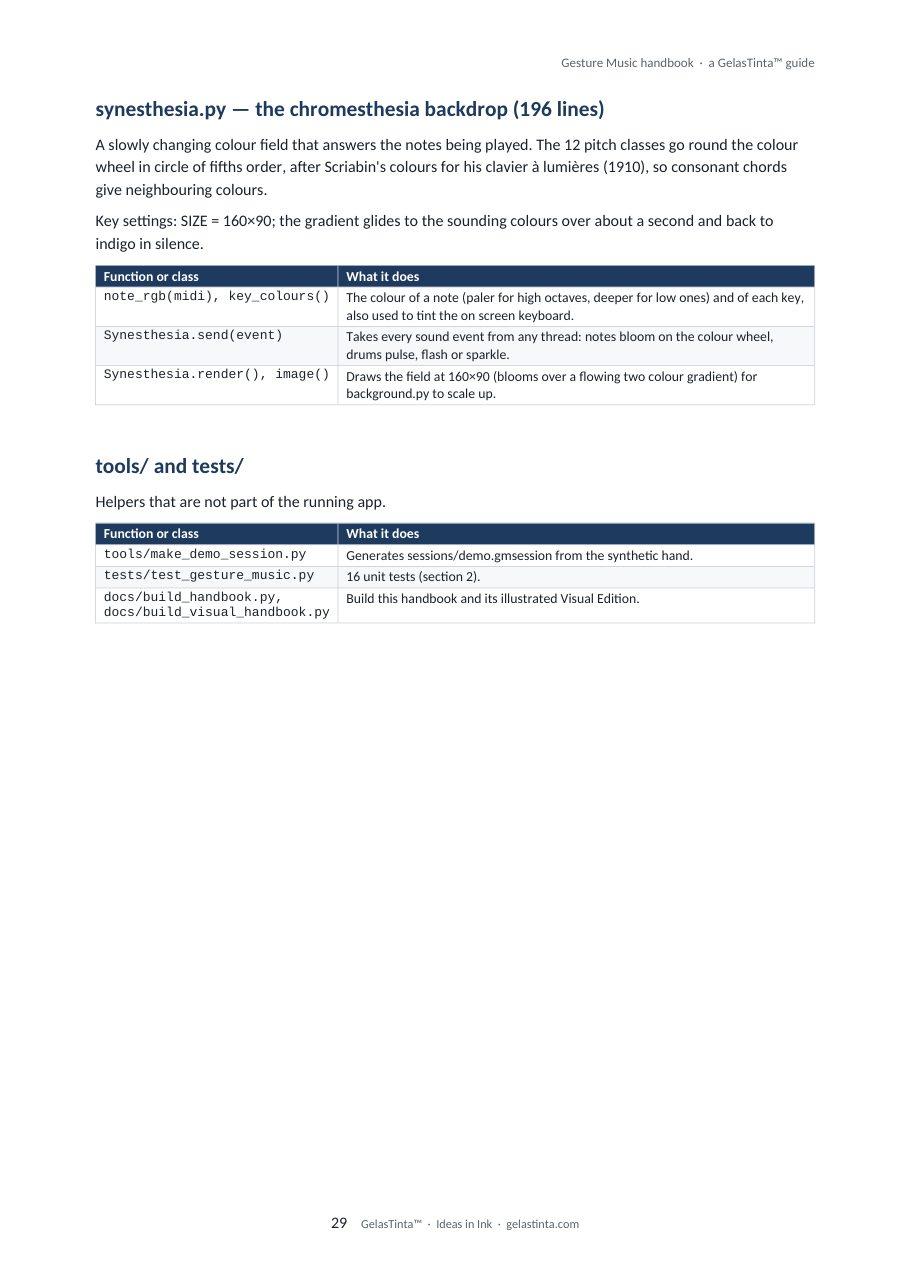 Gesture Music handbook · a GelasTinta™ guide
synesthesia.py — the chromesthesia backdrop (196 lines)
A slowly changing colour field that answers the notes being played. The 12 pitch classes go round the colour
wheel in circle of fifths order, after Scriabin's colours for his clavier à lumières (1910), so consonant chords
give neighbouring colours.
Key settings: SIZE = 160×90; the gradient glides to the sounding colours over about a second and back to
indigo in silence.
Function or class What it does
note_rgb(midi), key_colours() The colour of a note (paler for high octaves, deeper for low ones) and of each key,
also used to tint the on screen keyboard.
Synesthesia.send(event) Takes every sound event from any thread: notes bloom on the colour wheel,
drums pulse, flash or sparkle.
Synesthesia.render(), image() Draws the field at 160×90 (blooms over a flowing two colour gradient) for
background.py to scale up.
tools/ and tests/
Helpers that are not part of the running app.
Function or class What it does
tools/make_demo_session.py Generates sessions/demo.gmsession from the synthetic hand.
tests/test_gesture_music.py 16 unit tests (section 2).
docs/build_handbook.py, Build this handbook and its illustrated Visual Edition.
docs/build_visual_handbook.py
29 GelasTinta™ · Ideas in Ink · gelastinta.com